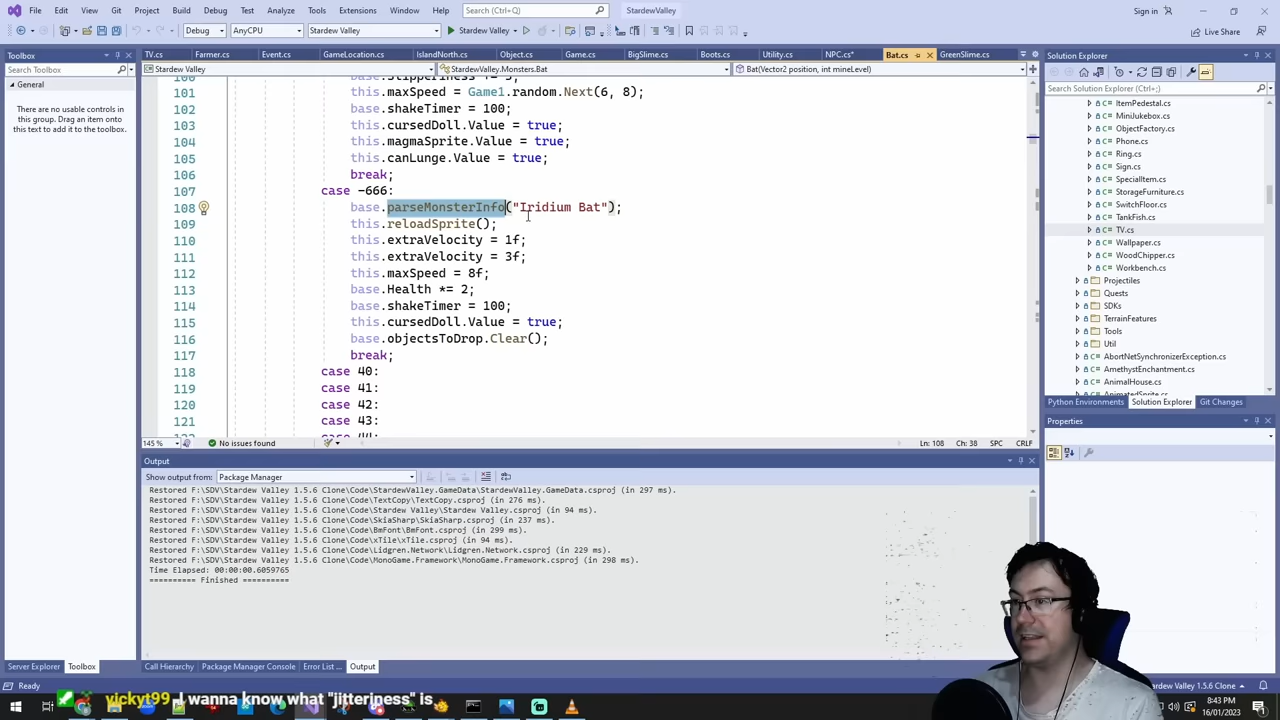 File Edit View Git Project Build Debug Test Analyze Tools Extensions Window Help Search (Ctrl+Q) StardewValley Sign in
Debug AnyCPU Stardew Valley Stardew Valley Live Share
Toolbox
Search Toolbox
General
There are no usable controls in
this group. Drag an item onto
this text to add it to the toolbox.
TV.cs Farmer.cs Event.cs GameLocation.cs IslandNorth.cs Object.cs Game.cs BigSlime.cs Boots.cs Utility.cs NPC.cs* Bat.cs GreenSlime.cs
Stardew Valley StardewValley.Monsters.Bat Bat(Vector2 position, int mineLevel)
101 this.maxSpeed = Game1.random.Next(6, 8);
102 base.shakeTimer = 100;
103 this.cursedDoll.Value = true;
104 this.magmaSprite.Value = true;
105 this.canLunge.Value = true;
106 break;
107 case -666:
108 base.parseMonsterInfo("Iridium Bat");
109 this.reloadSprite();
110 this.extraVelocity = 1f;
111 this.extraVelocity = 3f;
112 this.maxSpeed = 8f;
113 base.Health *= 2;
114 base.shakeTimer = 100;
115 this.cursedDoll.Value = true;
116 base.objectsToDrop.Clear();
117 break;
118 case 40:
119 case 41:
120 case 42:
121 case 43:
145 % No issues found Ln: 108 Ch: 38 SPC CRLF
Output
Show output from: Package Manager
Restored F:\SDV\Stardew Valley 1.5.6 Clone\Code\StardewValley.GameData\StardewValley.GameData.csproj (in 297 ms).
Restored F:\SDV\Stardew Valley 1.5.6 Clone\Code\TextCopy\TextCopy.csproj (in 276 ms).
Restored F:\SDV\Stardew Valley 1.5.6 Clone\Code\Stardew Valley\Stardew Valley.csproj (in 94 ms).
Restored F:\SDV\Stardew Valley 1.5.6 Clone\Code\SkiaSharp\SkiaSharp.csproj (in 237 ms).
Restored F:\SDV\Stardew Valley 1.5.6 Clone\Code\BmFont\BmFont.csproj (in 299 ms).
Restored F:\SDV\Stardew Valley 1.5.6 Clone\Code\xTile\xTile.csproj (in 94 ms).
Restored F:\SDV\Stardew Valley 1.5.6 Clone\Code\Lidgren.Network\Lidgren.Network.csproj (in 229 ms).
Restored F:\SDV\Stardew Valley 1.5.6 Clone\Code\MonoGame.Framework\MonoGame.Framework.csproj (in 298 ms).
Time Elapsed: 00:00:00.6059765
========== Finished ==========
Solution Explorer
Search Solution Explorer (Ctrl+;)
ItemPedestal.cs
MiniJukebox.cs
ObjectFactory.cs
Phone.cs
Ring.cs
Sign.cs
SpecialItem.cs
StorageFurniture.cs
SwitchFloor.cs
TankFish.cs
TV.cs
Wallpaper.cs
WoodChipper.cs
Workbench.cs
Projectiles
Quests
SDKs
TerrainFeatures
Tools
Util
AbortNetSynchronizerException.cs
AmethystEnchantment.cs
AnimalHouse.cs
AnimatedSprite.cs
Python Environments Solution Explorer Git Changes
Properties
Server Explorer Toolbox Call Hierarchy Package Manager Console Error List ... Output
Ready Stardew Valley 1.5.6 Clone
vickyt99 I wanna know what "jitteriness" is
8:43 PM
16/01/2023